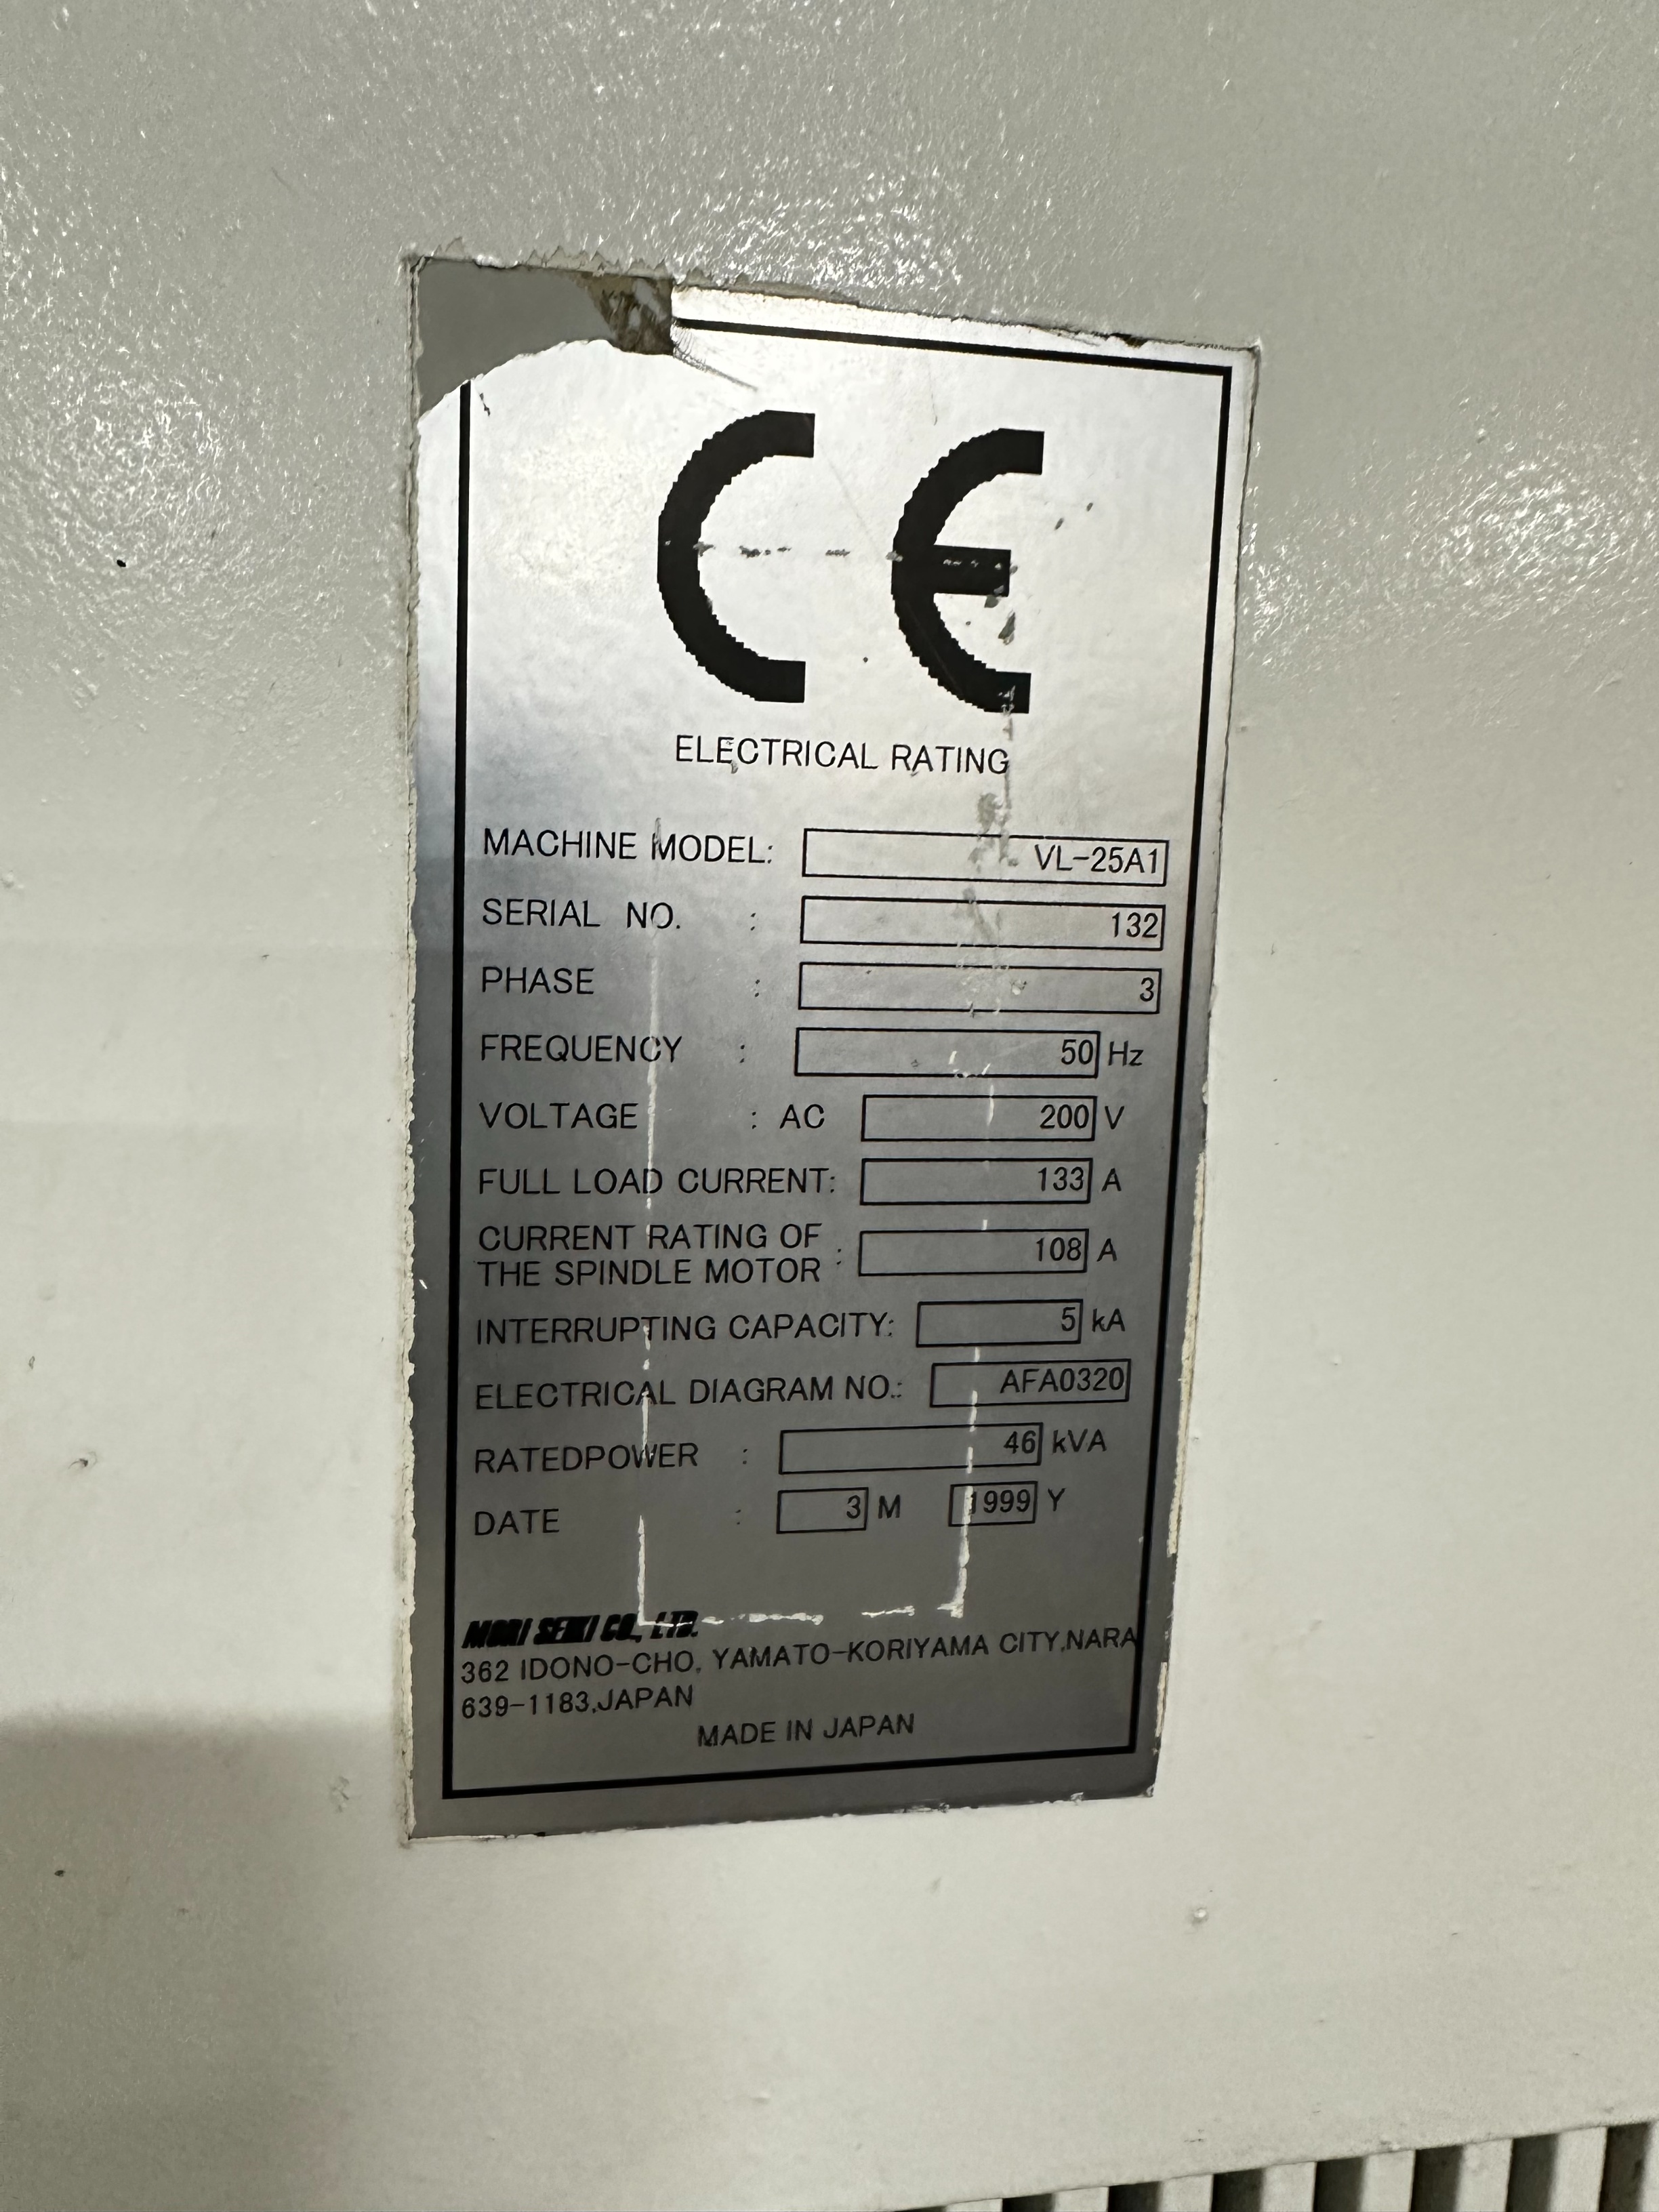 CE
ELECTRICAL RATING
MACHINE MODEL: VL-25A1
SERIAL NO. : 132
PHASE : 3
FREQUENCY : 50 Hz
VOLTAGE : AC 200 V
FULL LOAD CURRENT: 133 A
CURRENT RATING OF
THE SPINDLE MOTOR : 108 A
INTERRUPTING CAPACITY: 5 kA
ELECTRICAL DIAGRAM NO.: AFA0320
RATEDPOWER : 46 kVA
DATE : 3 M 1999 Y
MORI SEIKI CO., LTD.
362 IDONO-CHO, YAMATO-KORIYAMA CITY,NARA
639-1183,JAPAN
MADE IN JAPAN